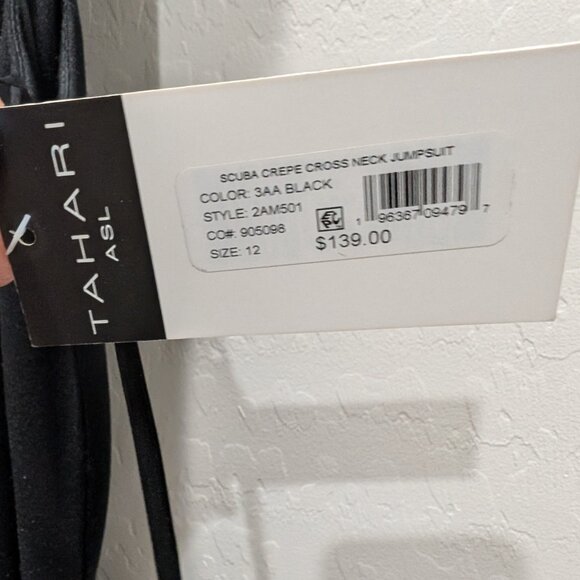 TAHARI
ASL
SCUBA CREPE CROSS NECK JUMPSUIT
COLOR: 3AA BLACK
STYLE: 2AM501
CO#: 905098
SIZE: 12
1 96367 09479 7
$139.00